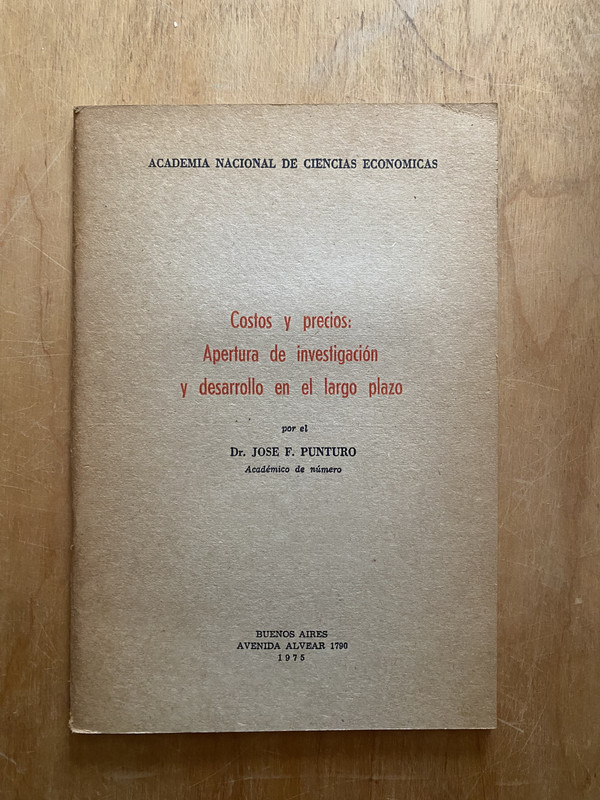 ACADEMIA NACIONAL DE CIENCIAS ECONOMICAS
Costos y precios:
Apertura de investigación
y desarrollo en el largo plazo
por el
Dr. JOSE F. PUNTURO
Académico de número
BUENOS AIRES
AVENIDA ALVEAR 1790
1975